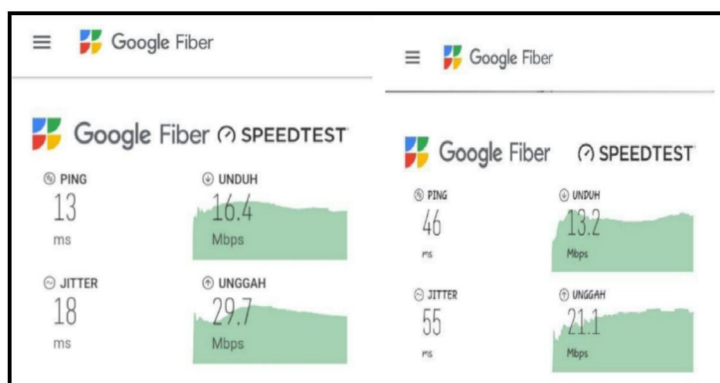 Google Fiber
Google Fiber SPEEDTEST
PING UNDUH
13 16.4
ms Mbps
JITTER UNGGAH
18 29.7
ms Mbps
Google Fiber
Google Fiber SPEEDTEST
PING UNDUH
46 13.2
ms Mbps
JITTER UNGGAH
55 21.1
ms Mbps